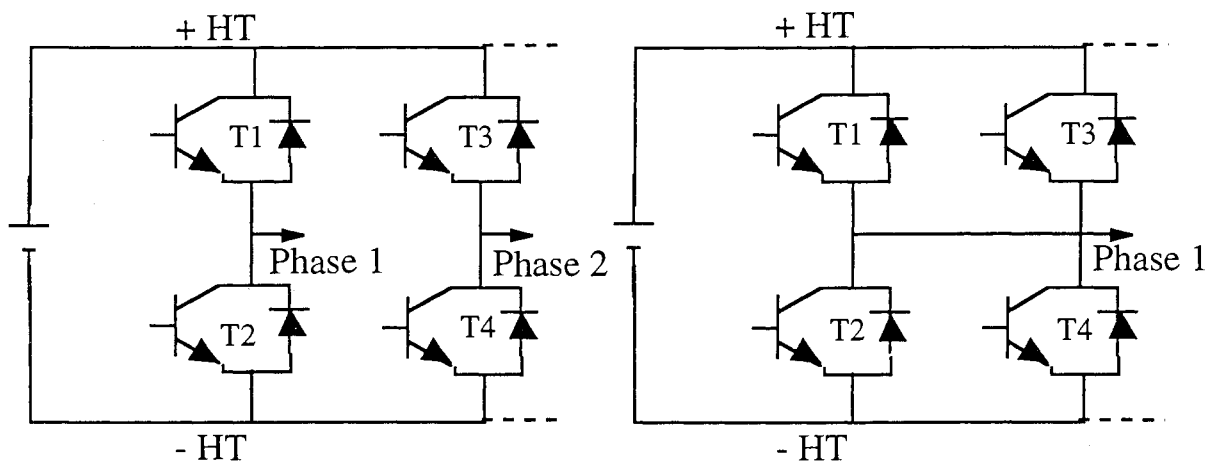 + HT
T1
T3
Phase 1
Phase 2
T2
T4
- HT
+ HT
T1
T3
Phase 1
T2
T4
- HT